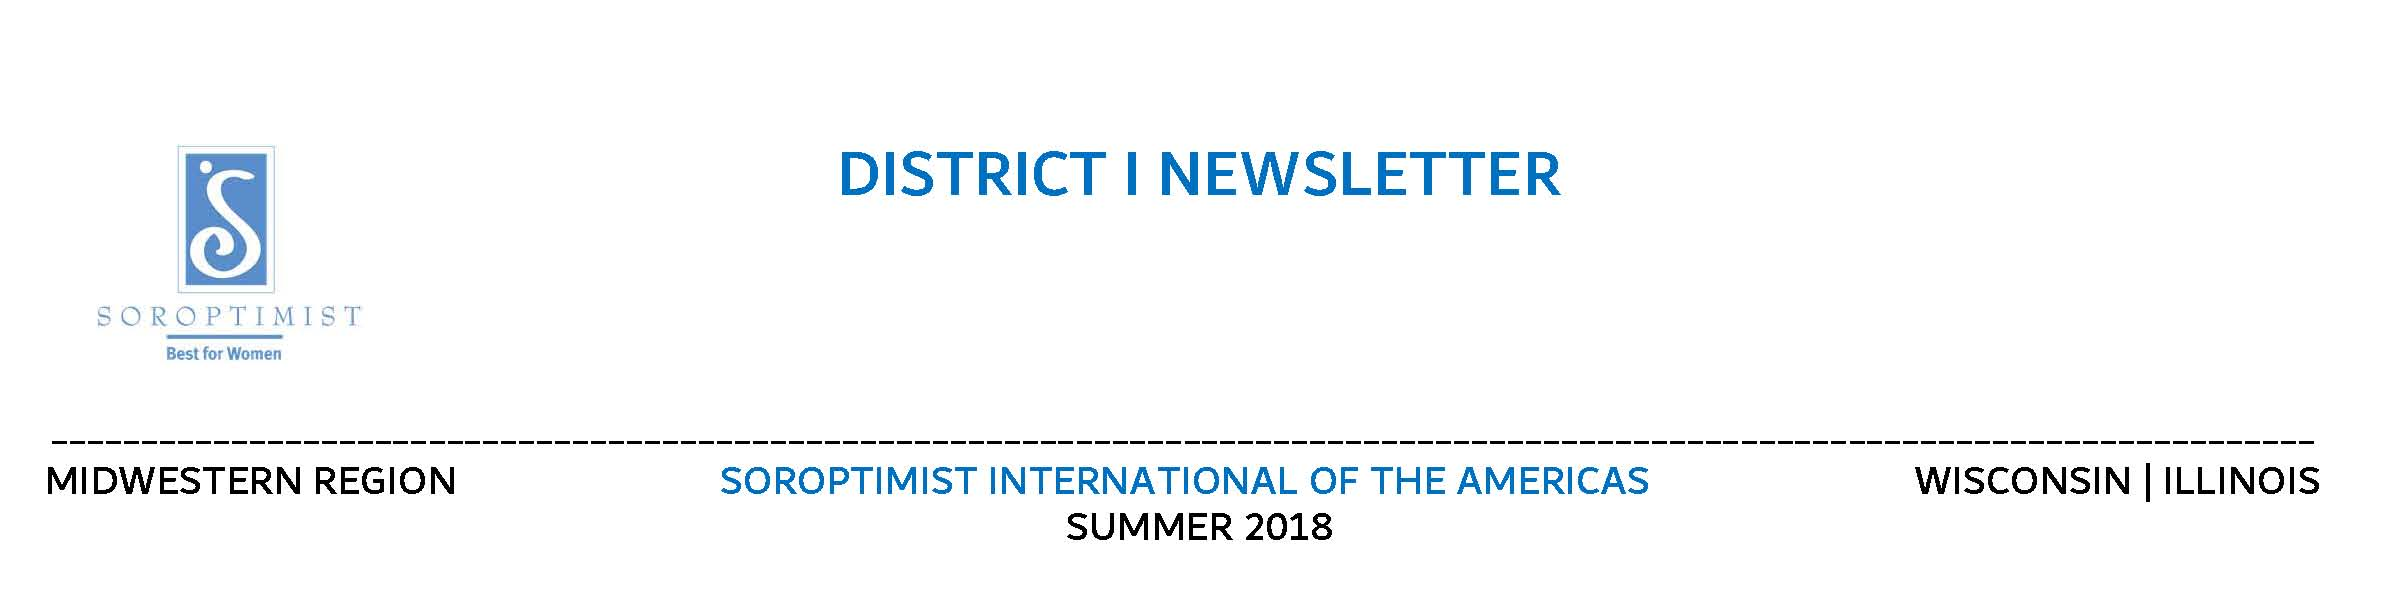 DISTRICT I NEWSLETTER
SOROPTIMIST
Best for Women
MIDWESTERN REGION SOROPTIMIST INTERNATIONAL OF THE AMERICAS WISCONSIN | ILLINOIS
SUMMER 2018